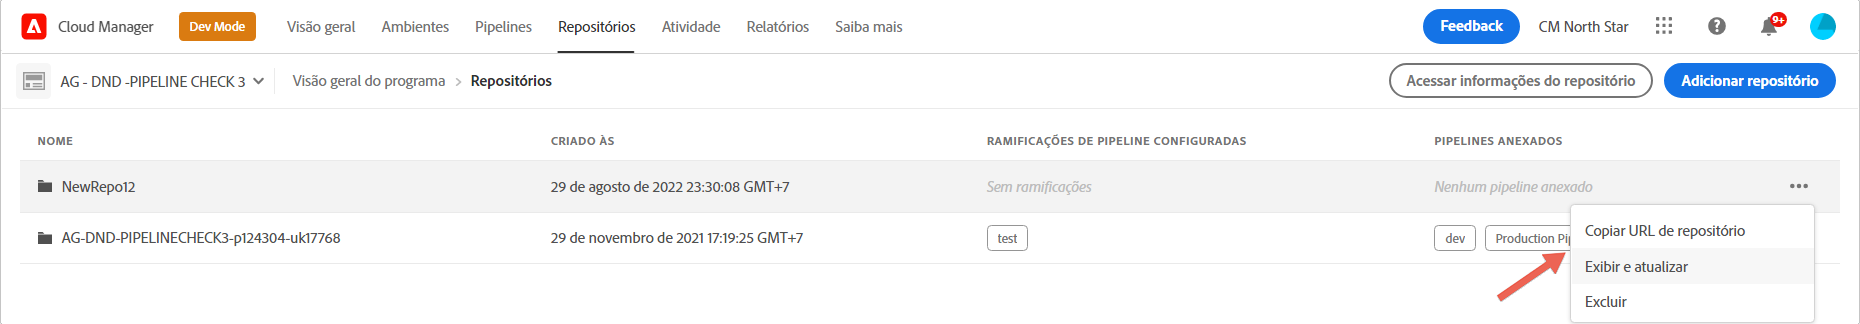 Cloud Manager Dev Mode Visão geral Ambientes Pipelines Repositórios Atividade Relatórios Saiba mais Feedback CM North Star 9+
AG - DND -PIPELINE CHECK 3 Visão geral do programa > Repositórios Acessar informações do repositório Adicionar repositório
NOME CRIADO ÀS RAMIFICAÇÕES DE PIPELINE CONFIGURADAS PIPELINES ANEXADOS
NewRepo12 29 de agosto de 2022 23:30:08 GMT+7 Sem ramificações Nenhum pipeline anexado
AG-DND-PIPELINECHECK3-p124304-uk17768 29 de novembro de 2021 17:19:25 GMT+7 test dev Production Pip
Copiar URL de repositório
Exibir e atualizar
Excluir